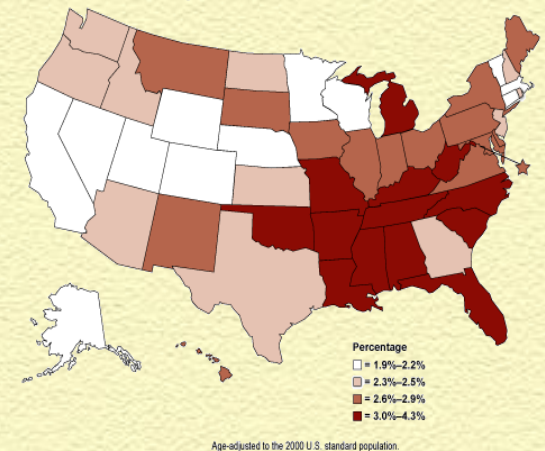 Percentage
= 1.9%–2.2%
= 2.3%–2.5%
= 2.6%–2.9%
= 3.0%–4.3%
Age-adjusted to the 2000 U.S. standard population.